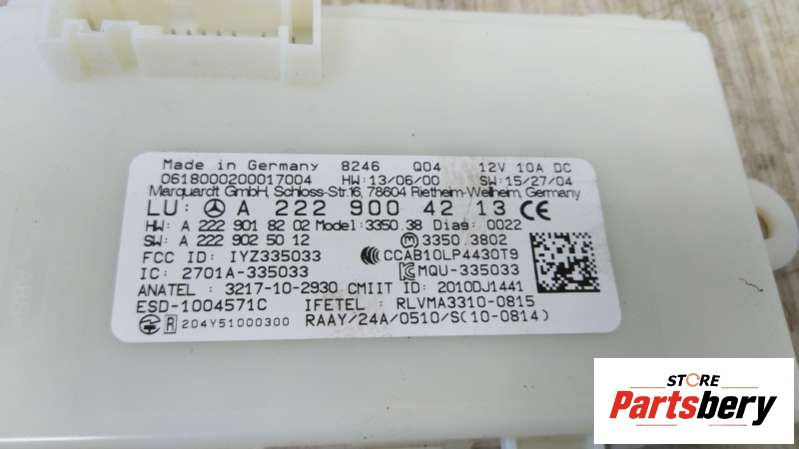 Made in Germany 8246 Q04 12V 10A DC
0618000200017004 HW:13/06/00 SW:15/27/04
Marquardt GmbH, Schloss-Str.16, 78604 Rietheim-Weilheim, Germany
LU: A 222 900 42 13 CE
HW: A 222 901 82 02 Model: 3350.38 Diag: 0022
SW: A 222 902 50 12 3350.3802
FCC ID: IYZ335033 CCAB10LP4430T9
IC: 2701A-335033 MQU-335033
ANATEL: 3217-10-2930 CMIIT ID: 2010DJ1441
ESD-1004571C IFETEL: RLVMA3310-0815
R 204Y51000300 RAAY/24A/0510/S(10-0814)
STORE
Partsbery